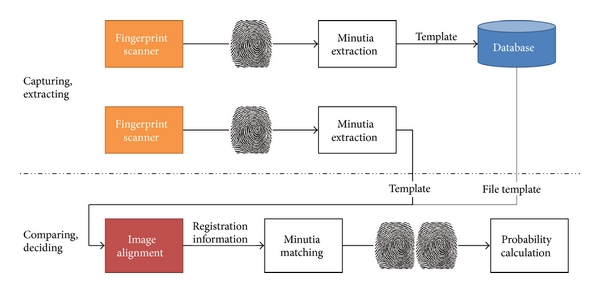 Fingerprint
scanner
Minutia
extraction
Template
Database
Capturing,
extracting
Fingerprint
scanner
Minutia
extraction
Template
File template
Comparing,
deciding
Image
alignment
Registration
information
Minutia
matching
Probability
calculation